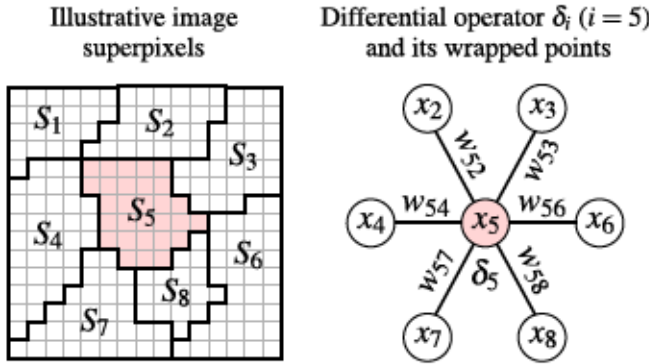 Illustrative image
superpixels
Differential operator δᵢ (i = 5)
and its wrapped points
S₁
S₂
S₃
S₄
S₅
S₆
S₇
S₈
x₂
x₃
w₅₂
w₅₃
x₄
w₅₄
x₅
w₅₆
x₆
w₅₇
δ₅
w₅₈
x₇
x₈